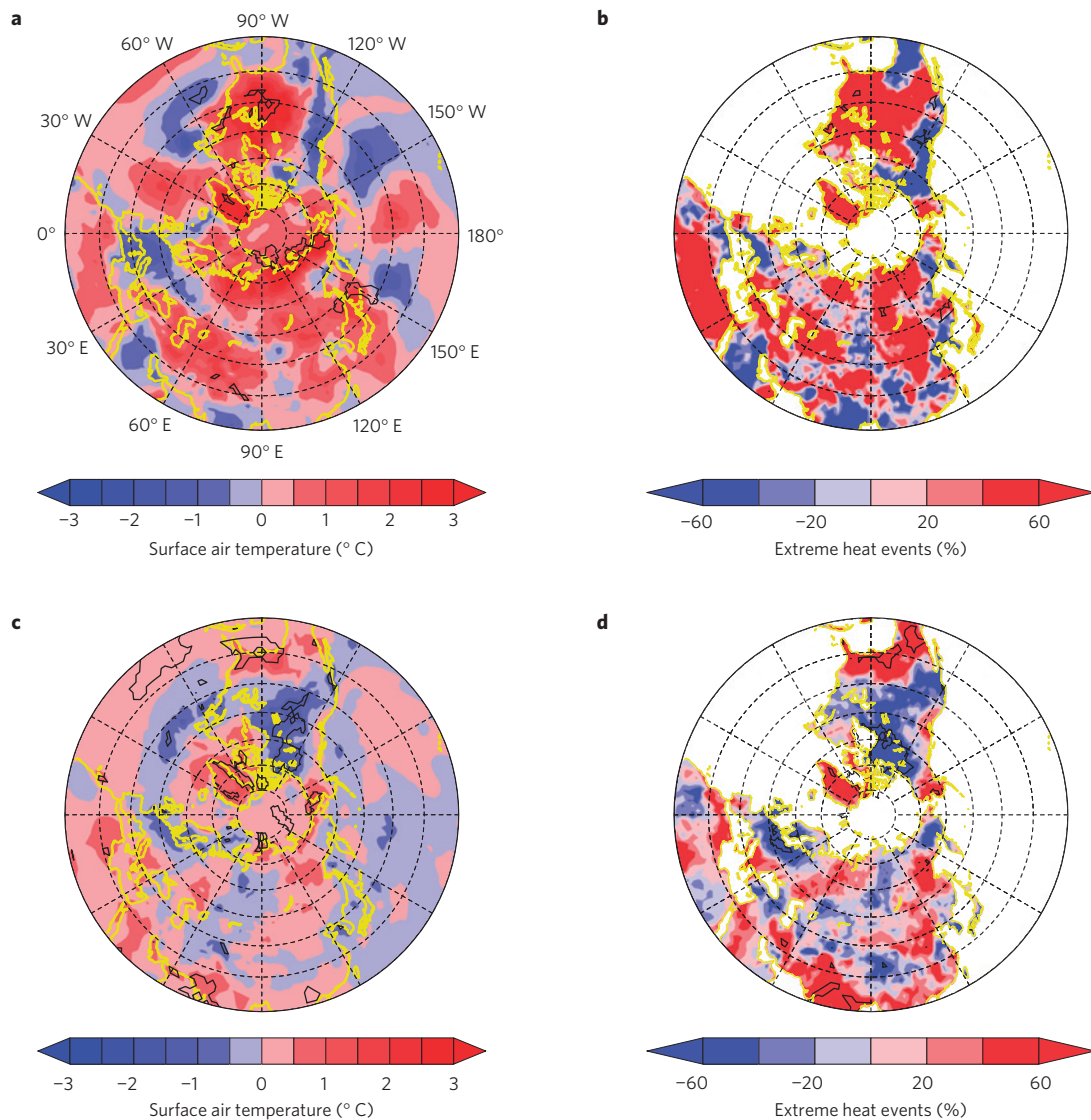 a
90° W
60° W
120° W
30° W
150° W
0°
180°
30° E
150° E
60° E
120° E
90° E
−3 −2 −1 0 1 2 3
Surface air temperature (° C)
b
−60 −20 20 60
Extreme heat events (%)
c
−3 −2 −1 0 1 2 3
Surface air temperature (° C)
d
−60 −20 20 60
Extreme heat events (%)